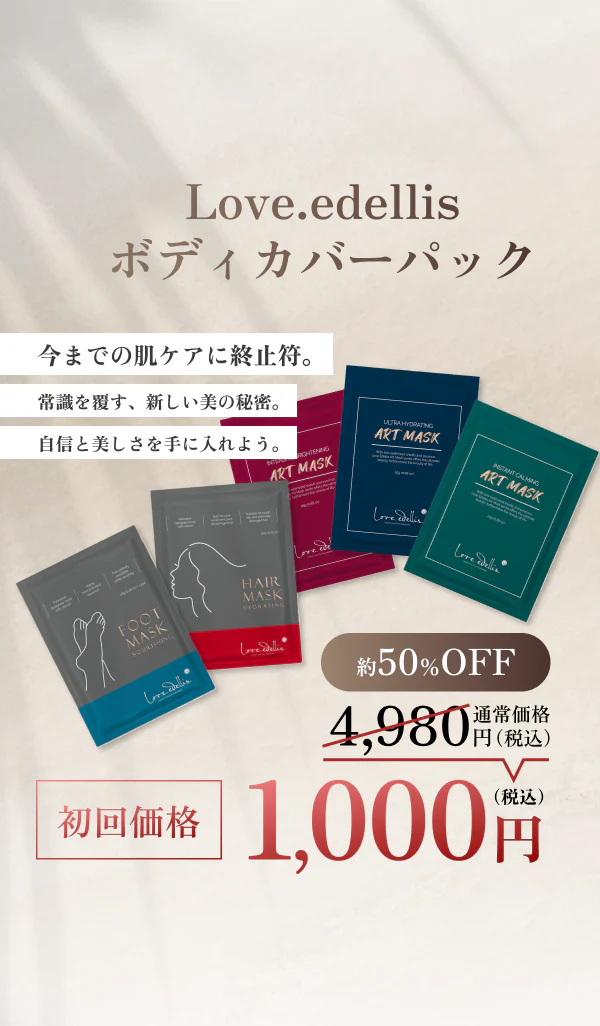 Love.edellis
ボディカバーパック
今までの肌ケアに終止符。
常識を覆す、新しい美の秘密。
自信と美しさを手に入れよう。
ART MASK
ULTRA HYDRATING
ART MASK
Love.edellis
INSTANT CALMING
ART MASK
Love.edellis
HAIR
MASK
HYDRATING
Love.edellis
FOOT
MASK
NOURISHING
Love.edellis
約50%OFF
4,980
通常価格
円(税込)
初回価格
1,000
(税込)
円